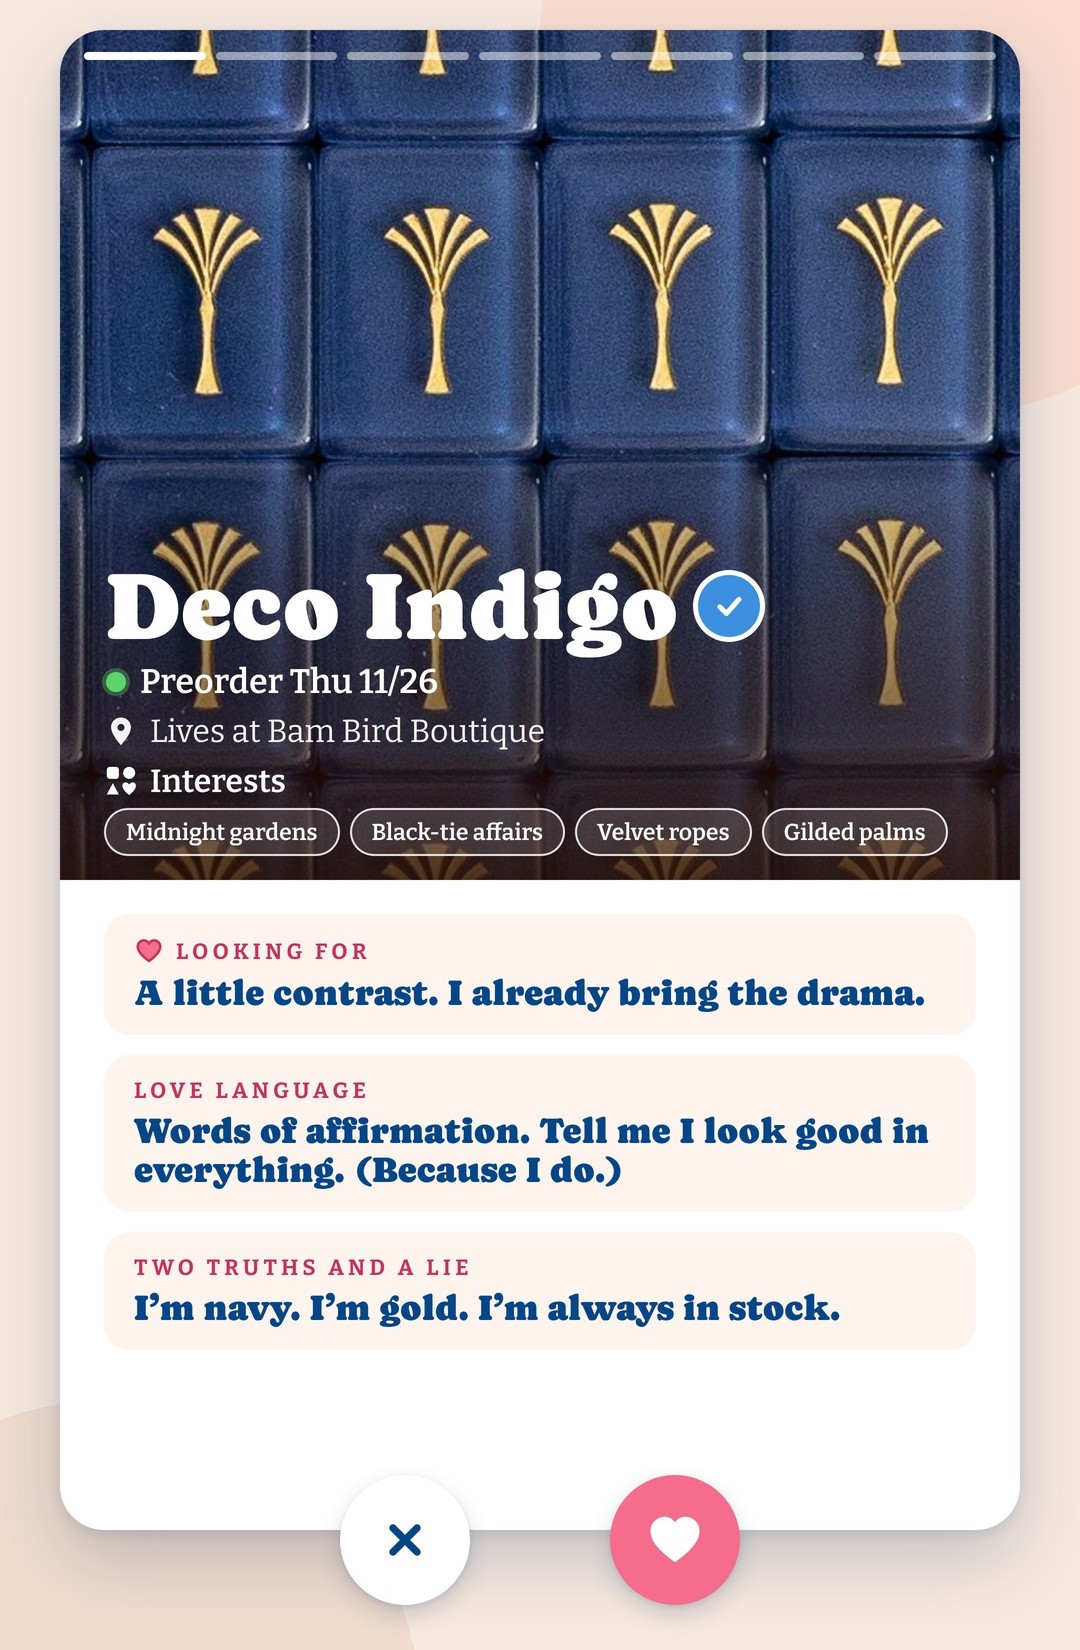 Deco Indigo
Preorder Thu 11/26
Lives at Bam Bird Boutique
Interests
Midnight gardens Black-tie affairs Velvet ropes Gilded palms
LOOKING FOR
A little contrast. I already bring the drama.
LOVE LANGUAGE
Words of affirmation. Tell me I look good in
everything. (Because I do.)
TWO TRUTHS AND A LIE
I’m navy. I’m gold. I’m always in stock.